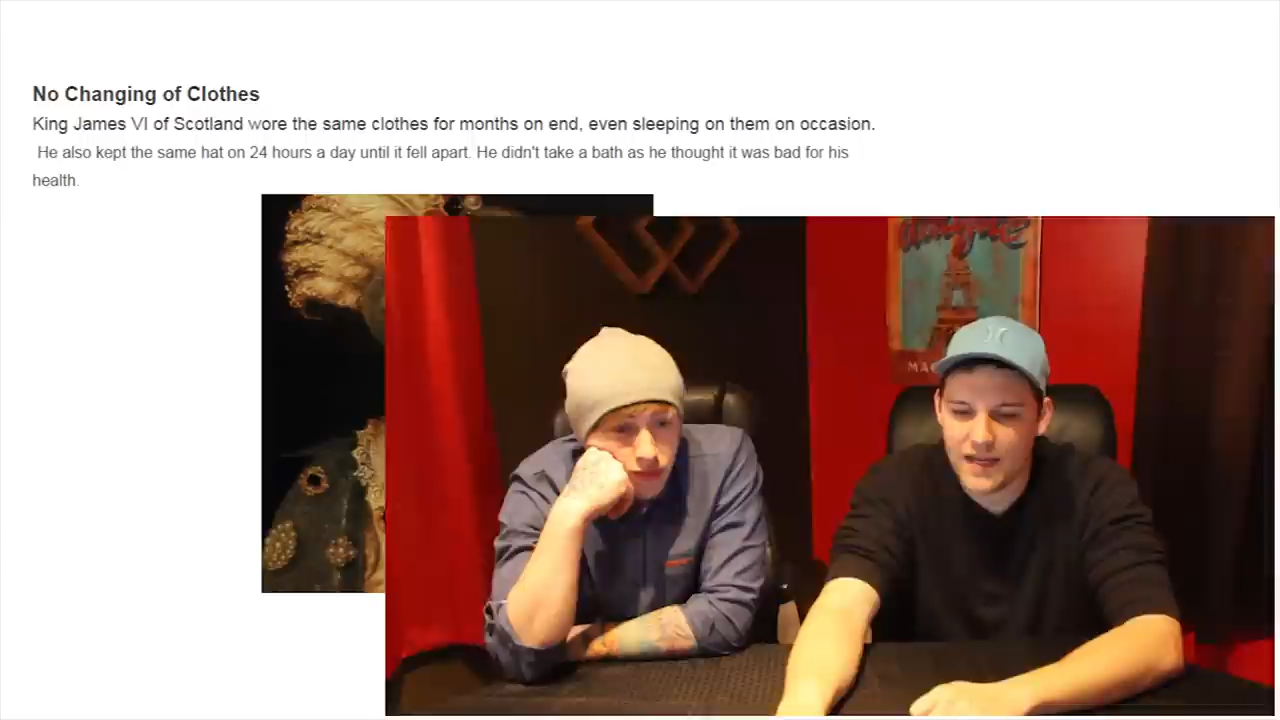 No Changing of Clothes
King James VI of Scotland wore the same clothes for months on end, even sleeping on them on occasion.
He also kept the same hat on 24 hours a day until it fell apart. He didn't take a bath as he thought it was bad for his
health.